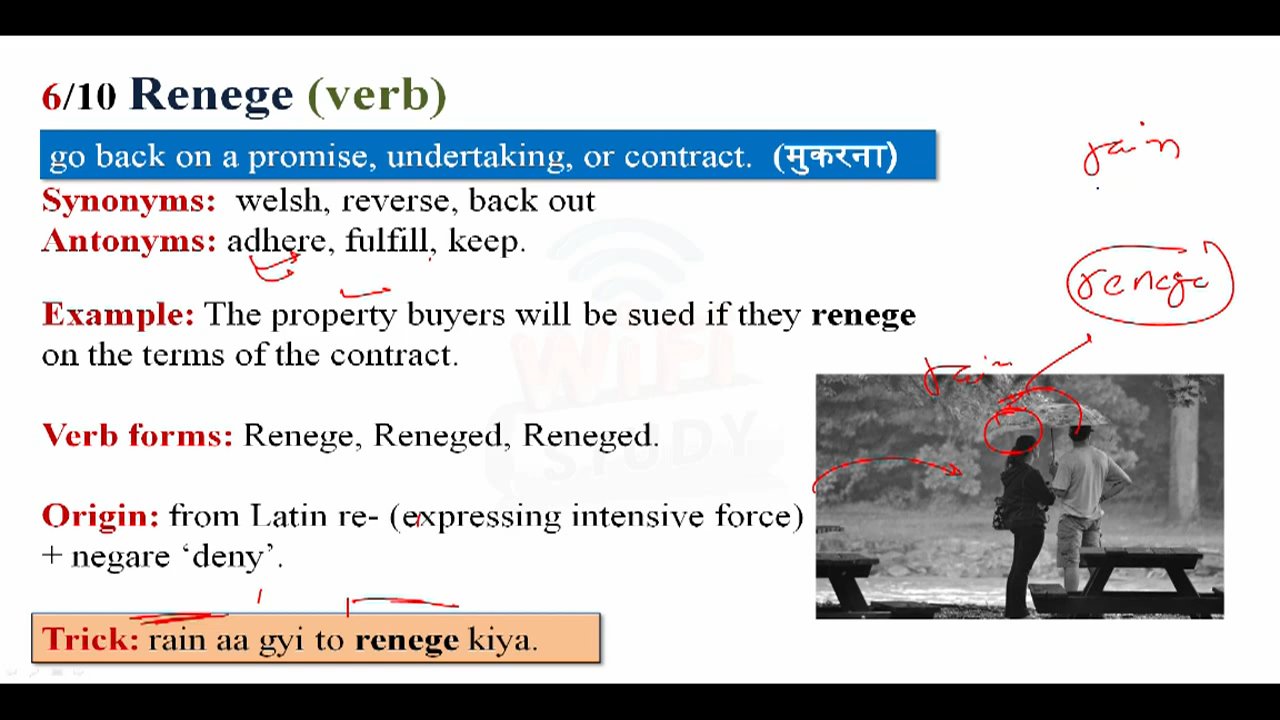 6/10 Renege (verb)
go back on a promise, undertaking, or contract. (मुकरना)
Synonyms: welsh, reverse, back out
Antonyms: adhere, fulfill, keep.
Example: The property buyers will be sued if they renege
on the terms of the contract.
Verb forms: Renege, Reneged, Reneged.
Origin: from Latin re- (expressing intensive force)
+ negare ‘deny’.
Trick: rain aa gyi to renege kiya.
rain
renege
rain
WiFi
STUDY